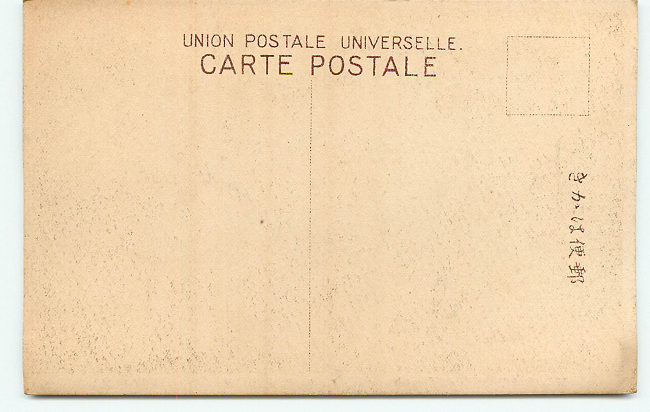 UNION POSTALE UNIVERSELLE.
CARTE POSTALE
郵便はかき